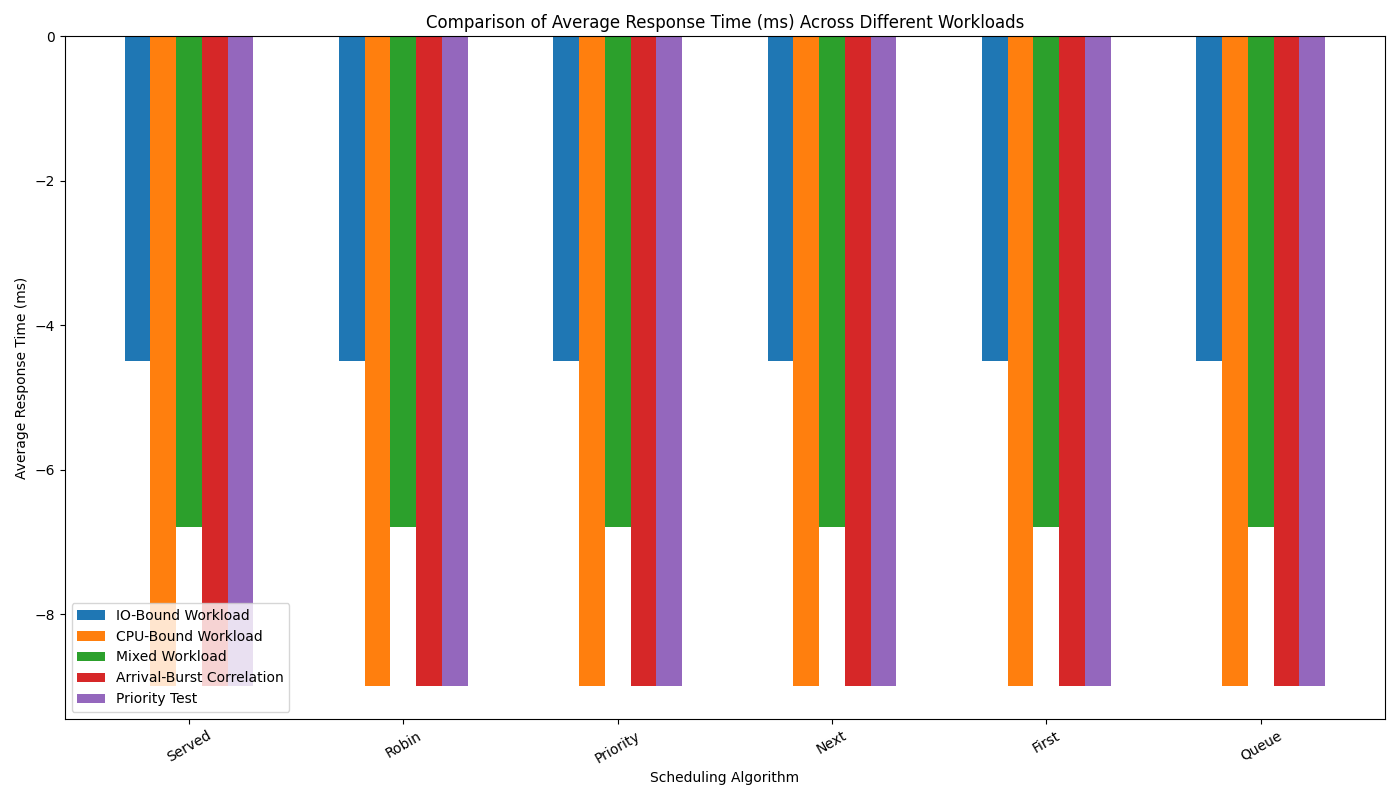 Comparison of Average Response Time (ms) Across Different Workloads
Average Response Time (ms)
0
−2
−4
−6
−8
IO-Bound Workload
CPU-Bound Workload
Mixed Workload
Arrival-Burst Correlation
Priority Test
Served
Robin
Priority
Next
First
Queue
Scheduling Algorithm